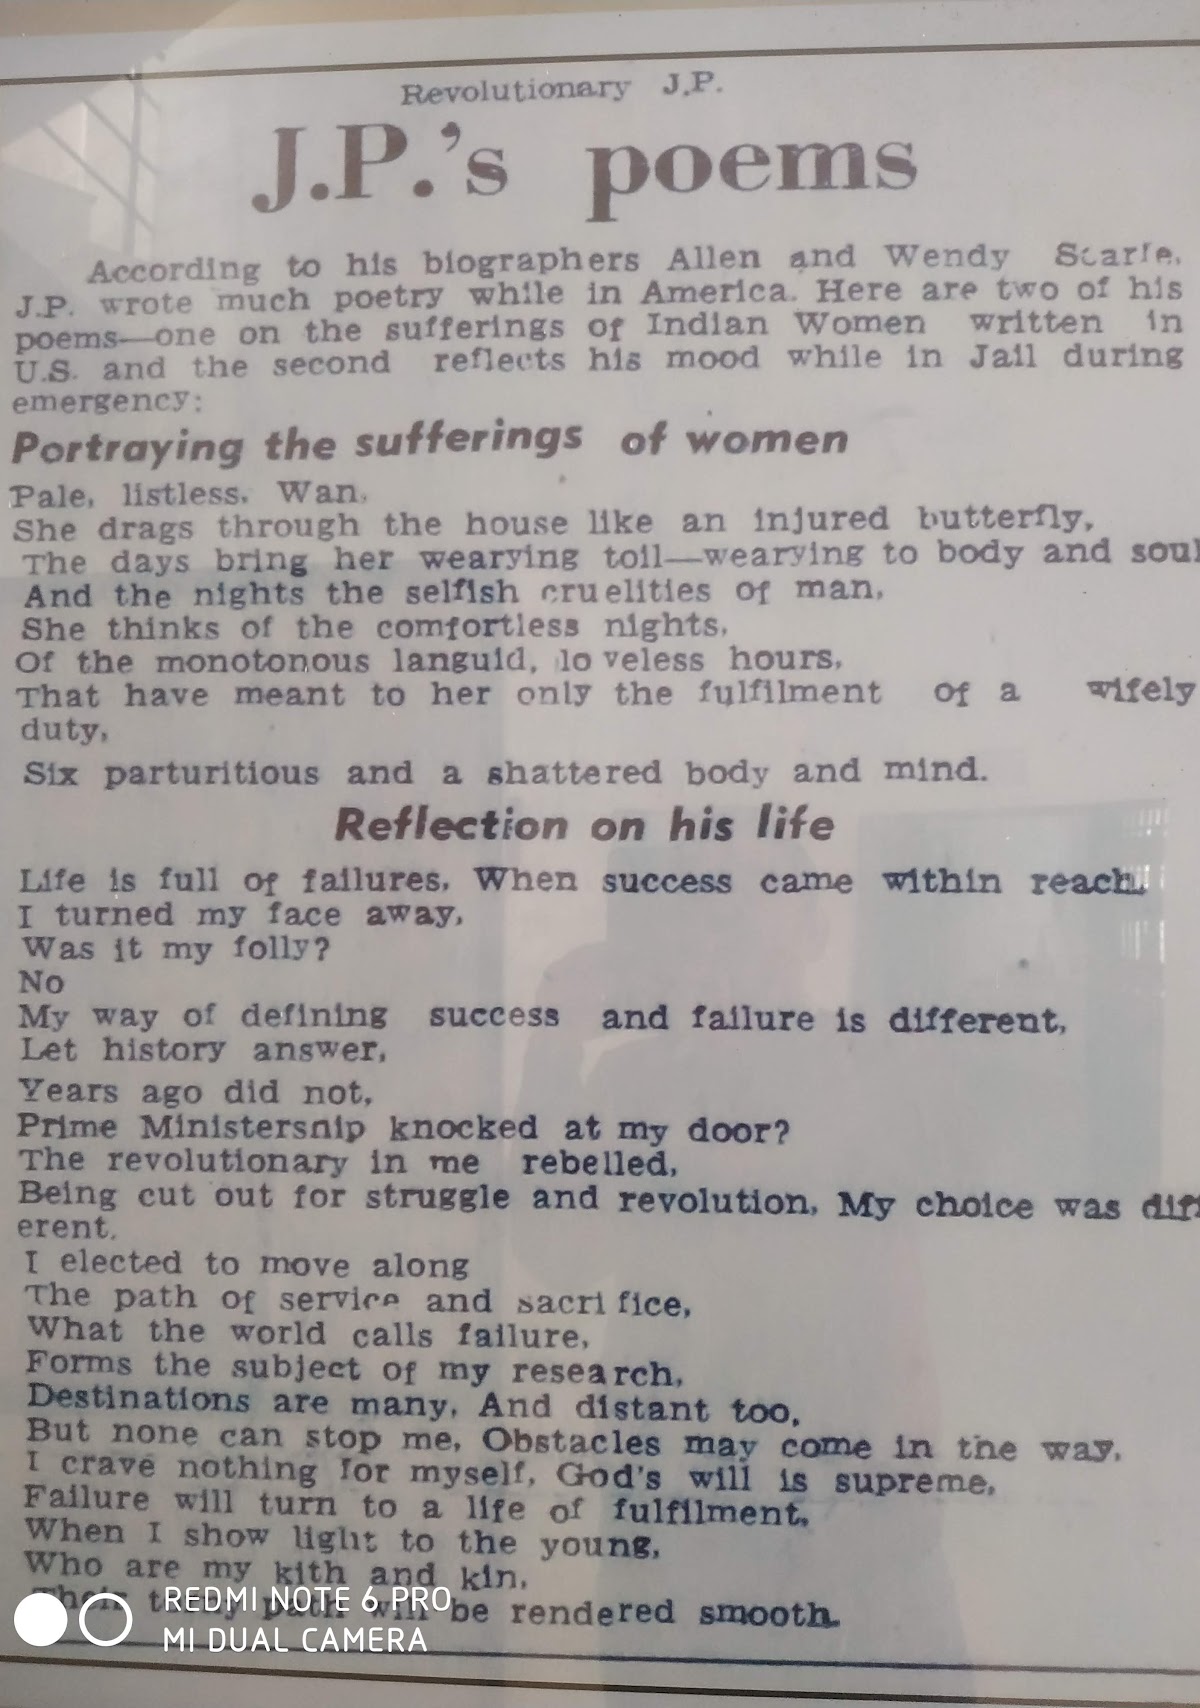 Revolutionary J.P.
J.P.'s poems
According to his biographers Allen and Wendy Scarfe,
J.P. wrote much poetry while in America. Here are two of his
poems—one on the sufferings of Indian Women written in
U.S. and the second reflects his mood while in Jail during
emergency:
Portraying the sufferings of women
Pale, listless, Wan,
She drags through the house like an injured butterfly,
The days bring her wearying toil—wearying to body and soul
And the nights the selfish cruelities of man,
She thinks of the comfortless nights,
Of the monotonous languid, lo veless hours,
That have meant to her only the fulfilment of a wifely
duty,
Six parturitious and a shattered body and mind.
Reflection on his life
Life is full of failures, When success came within reach,
I turned my face away,
Was it my folly?
No
My way of defining success and failure is different,
Let history answer,
Years ago did not,
Prime Ministersnip knocked at my door?
The revolutionary in me rebelled,
Being cut out for struggle and revolution, My choice was diff
erent.
I elected to move along
The path of service and sacri fice,
What the world calls failure,
Forms the subject of my research,
Destinations are many, And distant too,
But none can stop me, Obstacles may come in the way,
I crave nothing for myself, God's will is supreme,
Failure will turn to a life of fulfilment,
When I show light to the young,
Who are my kith and kin,
Their path will be rendered smooth.
REDMI NOTE 6 PRO
MI DUAL CAMERA